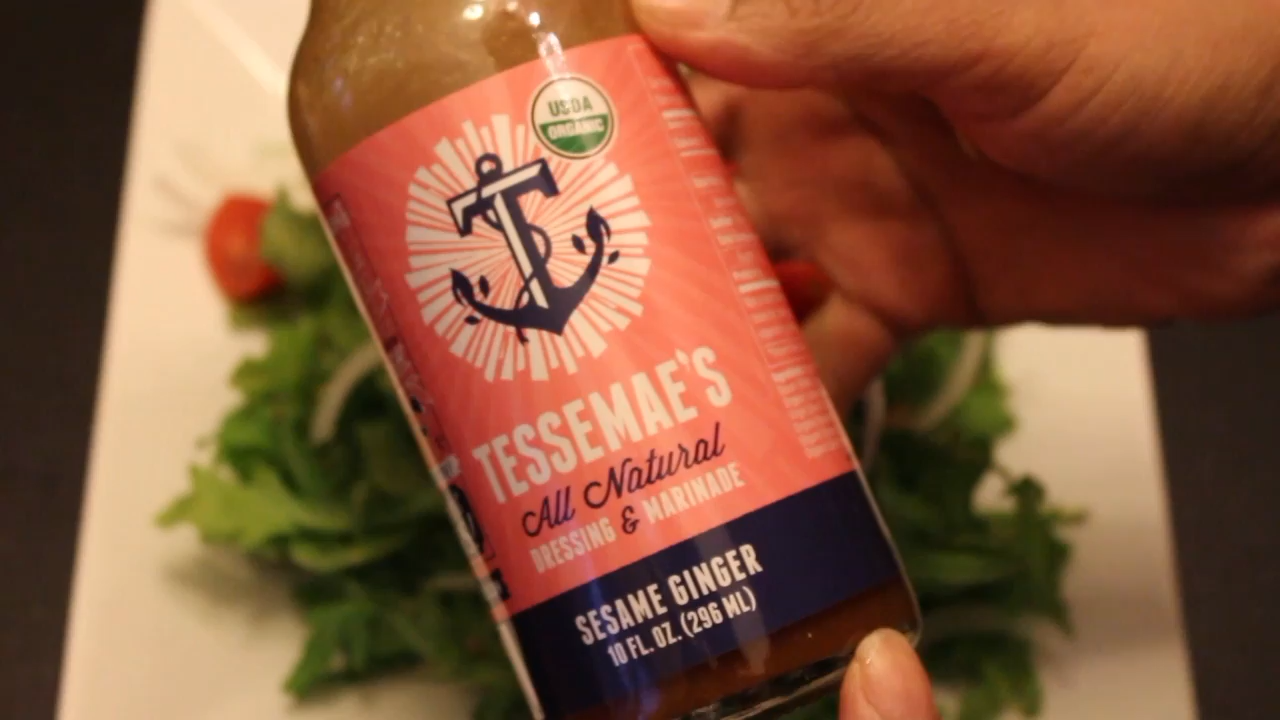 USDA
ORGANIC
TESSEMAE'S
All Natural
DRESSING & MARINADE
SESAME GINGER
10 FL. OZ. (296 ML)